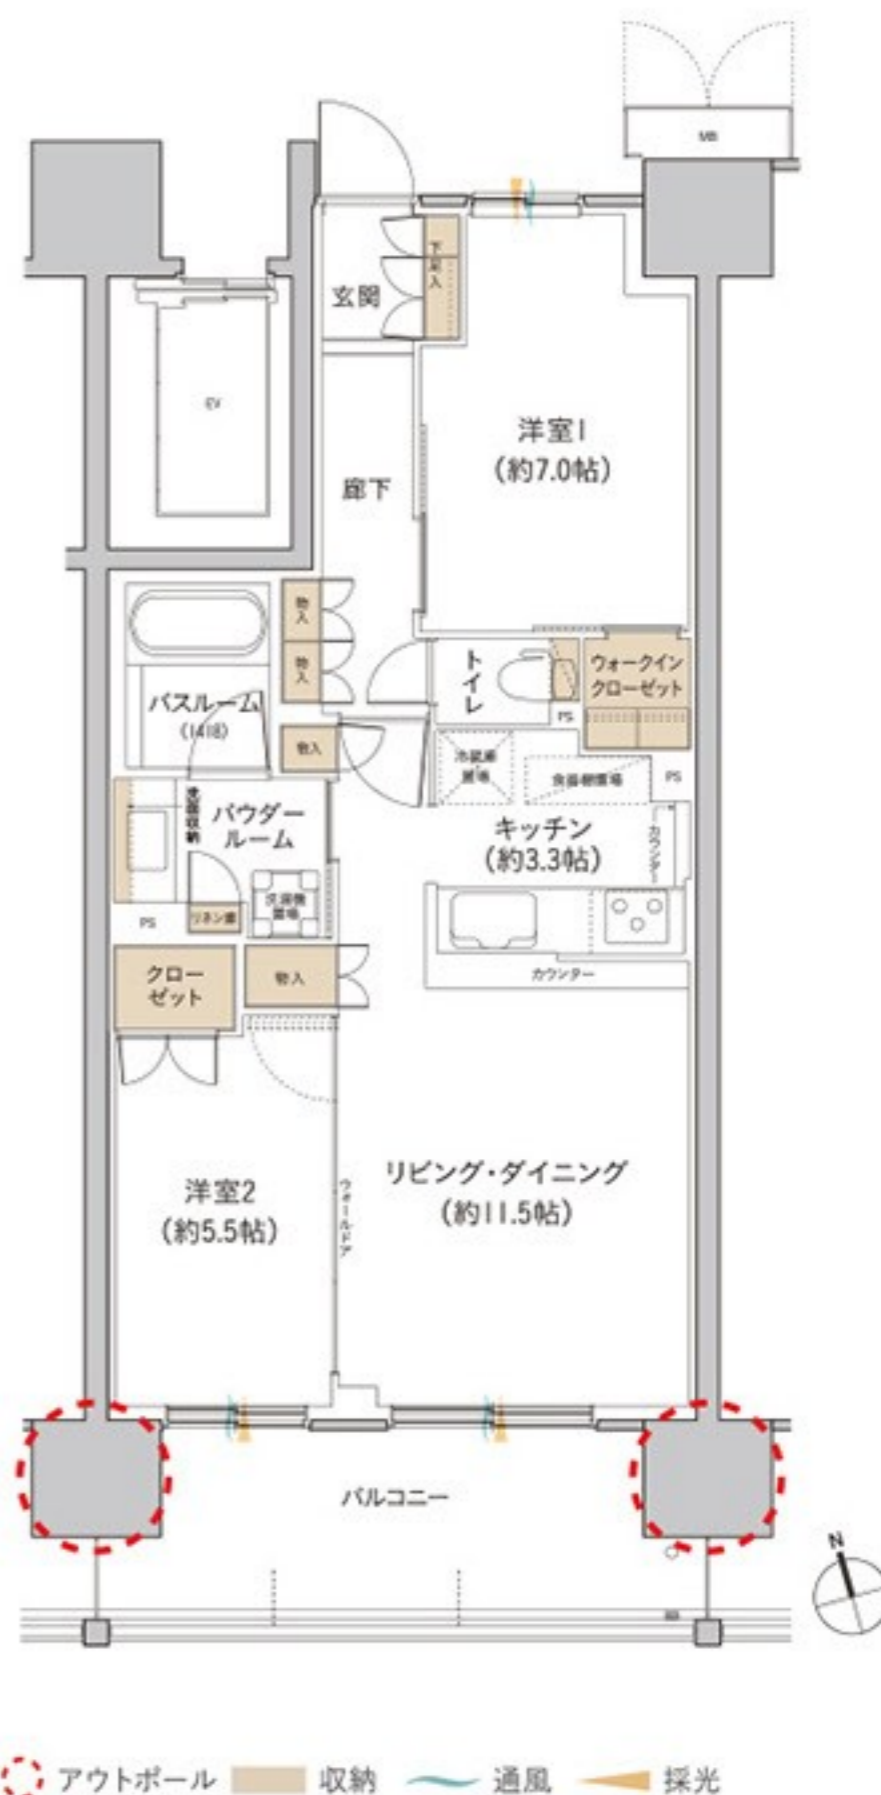 MB
下足入
玄関
EV
洋室1
(約7.0帖)
廊下
物入
物入
トイレ
ウォークイン
クローゼット
バスルーム
(1418)
PS
物入
冷蔵庫
置場
食器棚置場
PS
洗面収納
パウダー
ルーム
キッチン
(約3.3帖)
カウンター
洗濯機
置場
PS
リネン庫
クロー
ゼット
物入
カウンター
洋室2
(約5.5帖)
ウォールドア
リビング・ダイニング
(約11.5帖)
バルコニー
N
アウトポール 収納 通風 採光